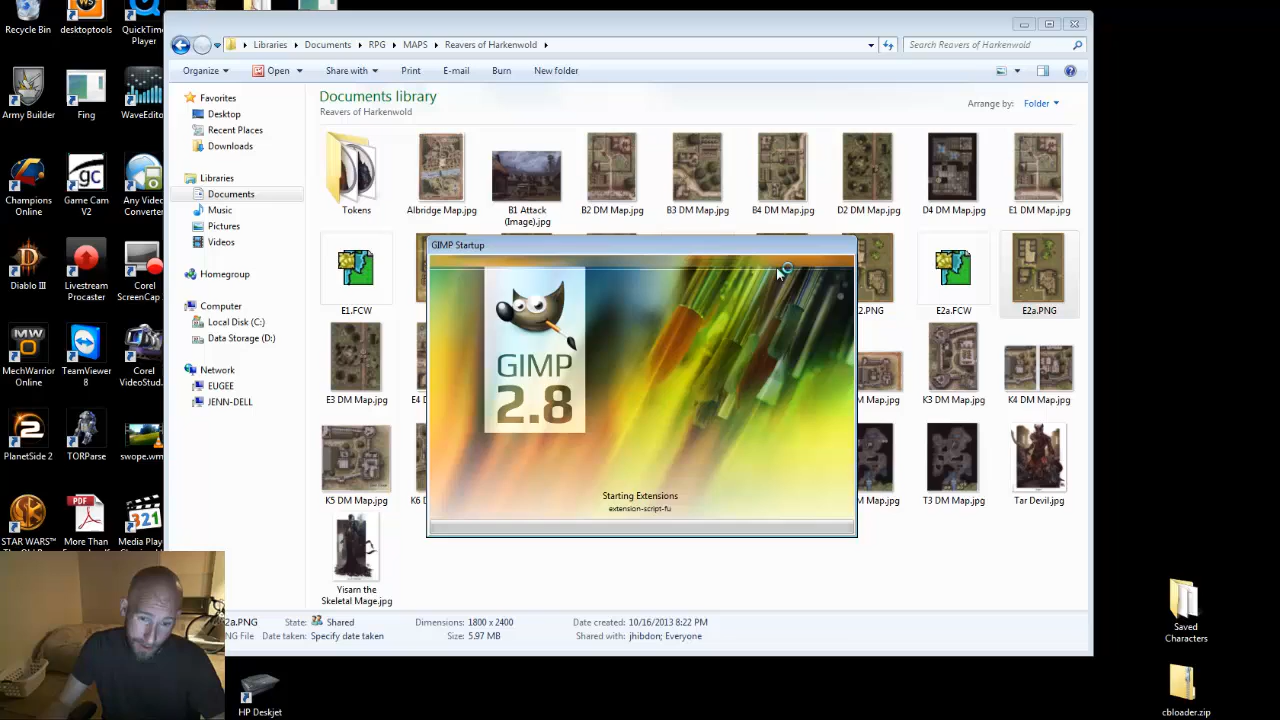 Recycle Bin
desktoptools
QuickTime Player
Army Builder
Fing
WaveEditor
Champions Online
Game Cam V2
Any Video Converter
Diablo III
Livestream Procaster
Corel ScreenCap
MechWarrior Online
TeamViewer 8
Corel VideoStud...
PlanetSide 2
TORParse
swope.wm
STAR WARS™
More Than
Media Play
Libraries
Documents
RPG
MAPS
Reavers of Harkenwold
Search Reavers of Harkenwold
Organize
Open
Share with
Print
E-mail
Burn
New folder
Favorites
Desktop
Recent Places
Downloads
Libraries
Documents
Music
Pictures
Videos
Homegroup
Computer
Local Disk (C:)
Data Storage (D:)
Network
EUGEE
JENN-DELL
Documents library
Reavers of Harkenwold
Arrange by: Folder
Tokens
Albridge Map.jpg
B1 Attack (Image).jpg
B2 DM Map.jpg
B3 DM Map.jpg
B4 DM Map.jpg
D2 DM Map.jpg
D4 DM Map.jpg
E1 DM Map.jpg
E1.FCW
2.PNG
E2a.FCW
E2a.PNG
E3 DM Map.jpg
E4
M Map.jpg
K3 DM Map.jpg
K4 DM Map.jpg
K5 DM Map.jpg
K6
M Map.jpg
T3 DM Map.jpg
Tar Devil.jpg
Yisarn the Skeletal Mage.jpg
GIMP Startup
GIMP
2.8
Starting Extensions
extension-script-fu
2a.PNG
State: Shared
Dimensions: 1800 x 2400
Date created: 10/16/2013 8:22 PM
NG File
Date taken: Specify date taken
Size: 5.97 MB
Shared with: jhibdon; Everyone
HP Deskjet
Saved Characters
cbloader.zip